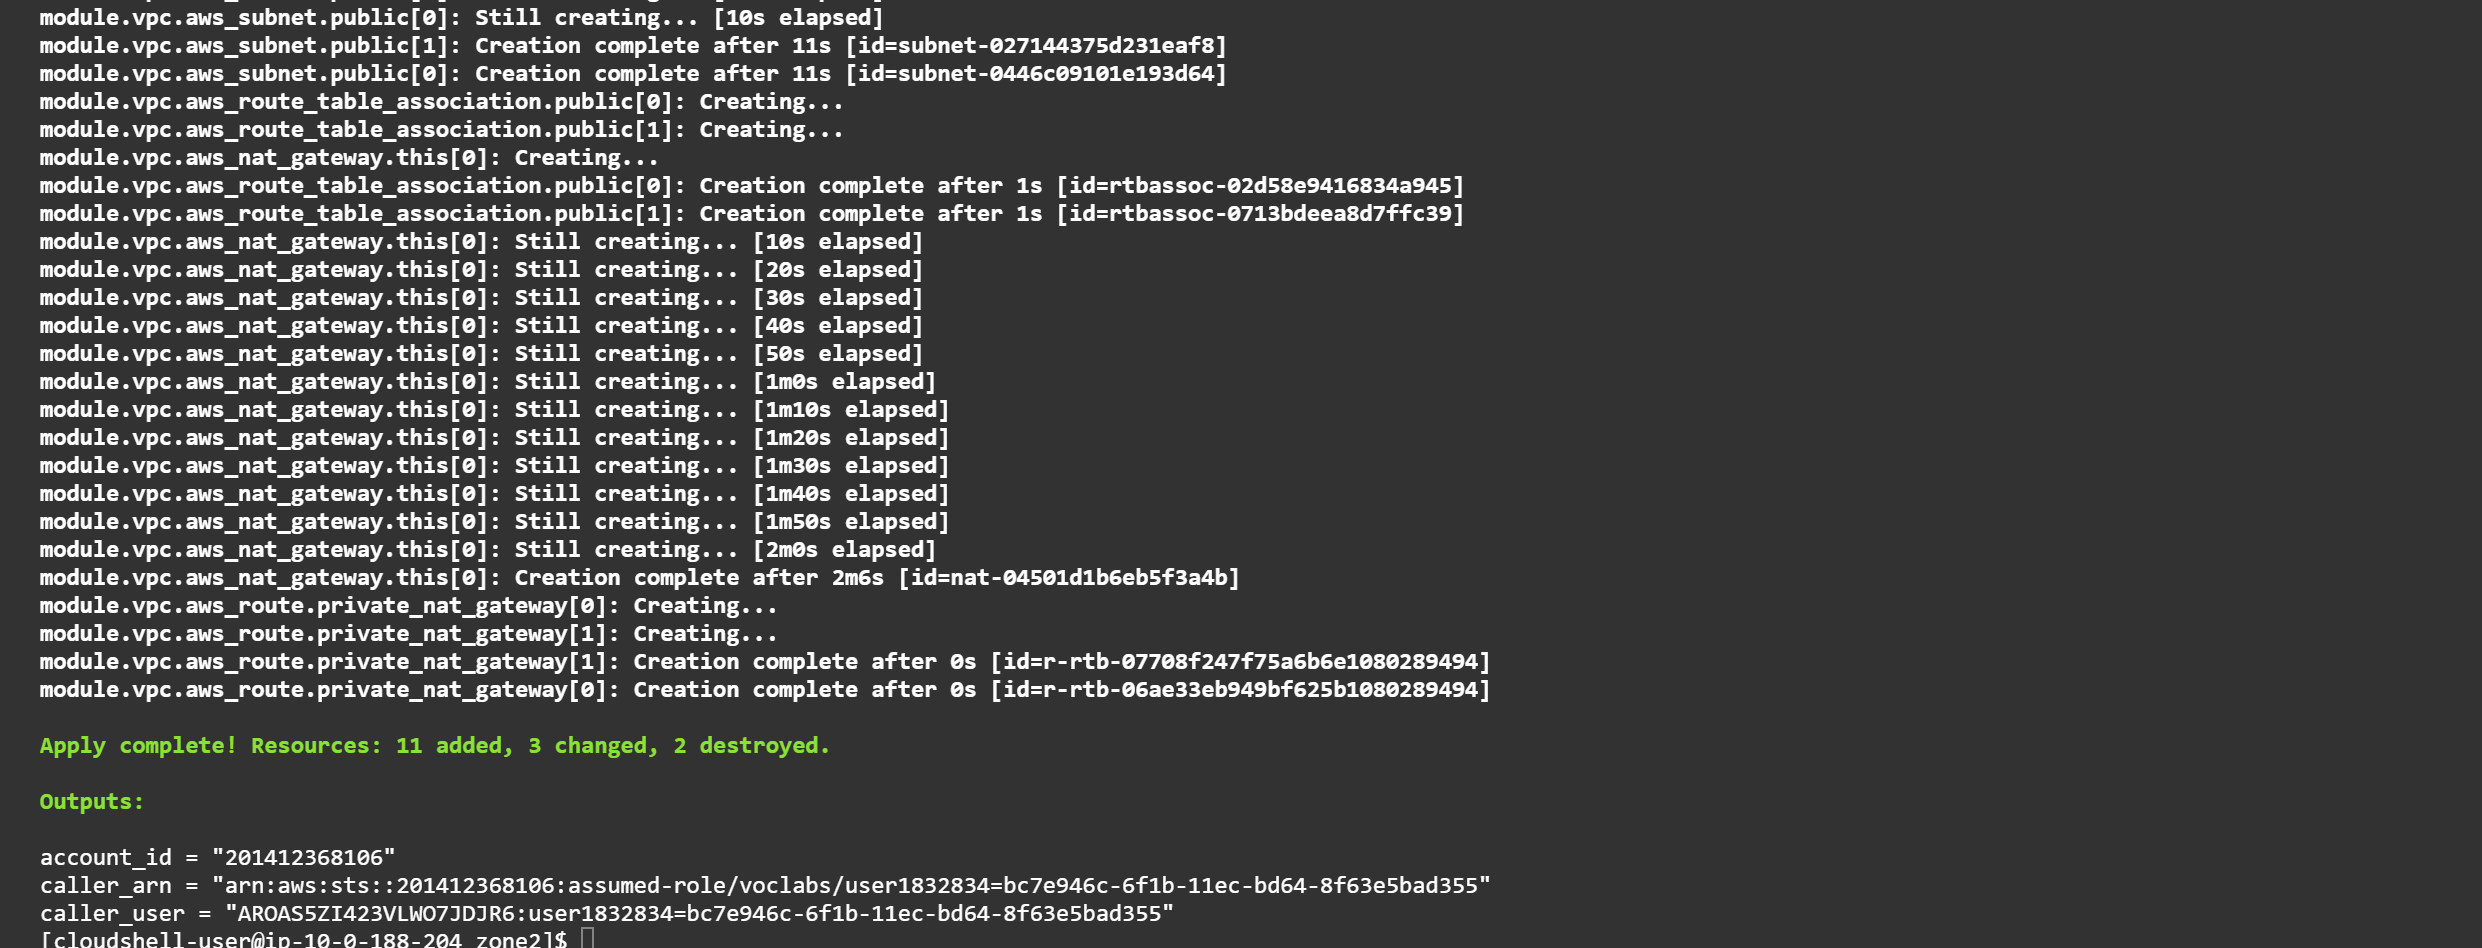 module.vpc.aws_subnet.public[0]: Still creating... [10s elapsed]
module.vpc.aws_subnet.public[1]: Creation complete after 11s [id=subnet-027144375d231eaf8]
module.vpc.aws_subnet.public[0]: Creation complete after 11s [id=subnet-0446c09101e193d64]
module.vpc.aws_route_table_association.public[0]: Creating...
module.vpc.aws_route_table_association.public[1]: Creating...
module.vpc.aws_nat_gateway.this[0]: Creating...
module.vpc.aws_route_table_association.public[0]: Creation complete after 1s [id=rtbassoc-02d58e9416834a945]
module.vpc.aws_route_table_association.public[1]: Creation complete after 1s [id=rtbassoc-0713bdeea8d7ffc39]
module.vpc.aws_nat_gateway.this[0]: Still creating... [10s elapsed]
module.vpc.aws_nat_gateway.this[0]: Still creating... [20s elapsed]
module.vpc.aws_nat_gateway.this[0]: Still creating... [30s elapsed]
module.vpc.aws_nat_gateway.this[0]: Still creating... [40s elapsed]
module.vpc.aws_nat_gateway.this[0]: Still creating... [50s elapsed]
module.vpc.aws_nat_gateway.this[0]: Still creating... [1m0s elapsed]
module.vpc.aws_nat_gateway.this[0]: Still creating... [1m10s elapsed]
module.vpc.aws_nat_gateway.this[0]: Still creating... [1m20s elapsed]
module.vpc.aws_nat_gateway.this[0]: Still creating... [1m30s elapsed]
module.vpc.aws_nat_gateway.this[0]: Still creating... [1m40s elapsed]
module.vpc.aws_nat_gateway.this[0]: Still creating... [1m50s elapsed]
module.vpc.aws_nat_gateway.this[0]: Still creating... [2m0s elapsed]
module.vpc.aws_nat_gateway.this[0]: Creation complete after 2m6s [id=nat-04501d1b6eb5f3a4b]
module.vpc.aws_route.private_nat_gateway[0]: Creating...
module.vpc.aws_route.private_nat_gateway[1]: Creating...
module.vpc.aws_route.private_nat_gateway[1]: Creation complete after 0s [id=r-rtb-07708f247f75a6b6e1080289494]
module.vpc.aws_route.private_nat_gateway[0]: Creation complete after 0s [id=r-rtb-06ae33eb949bf625b1080289494]
Apply complete! Resources: 11 added, 3 changed, 2 destroyed.
Outputs:
account_id = "201412368106"
caller_arn = "arn:aws:sts::201412368106:assumed-role/voclabs/user1832834=bc7e946c-6f1b-11ec-bd64-8f63e5bad355"
caller_user = "AROAS5ZI423VLWO7JDJR6:user1832834=bc7e946c-6f1b-11ec-bd64-8f63e5bad355"
[cloudshell-user@ip-10-0-188-204 zone2]$